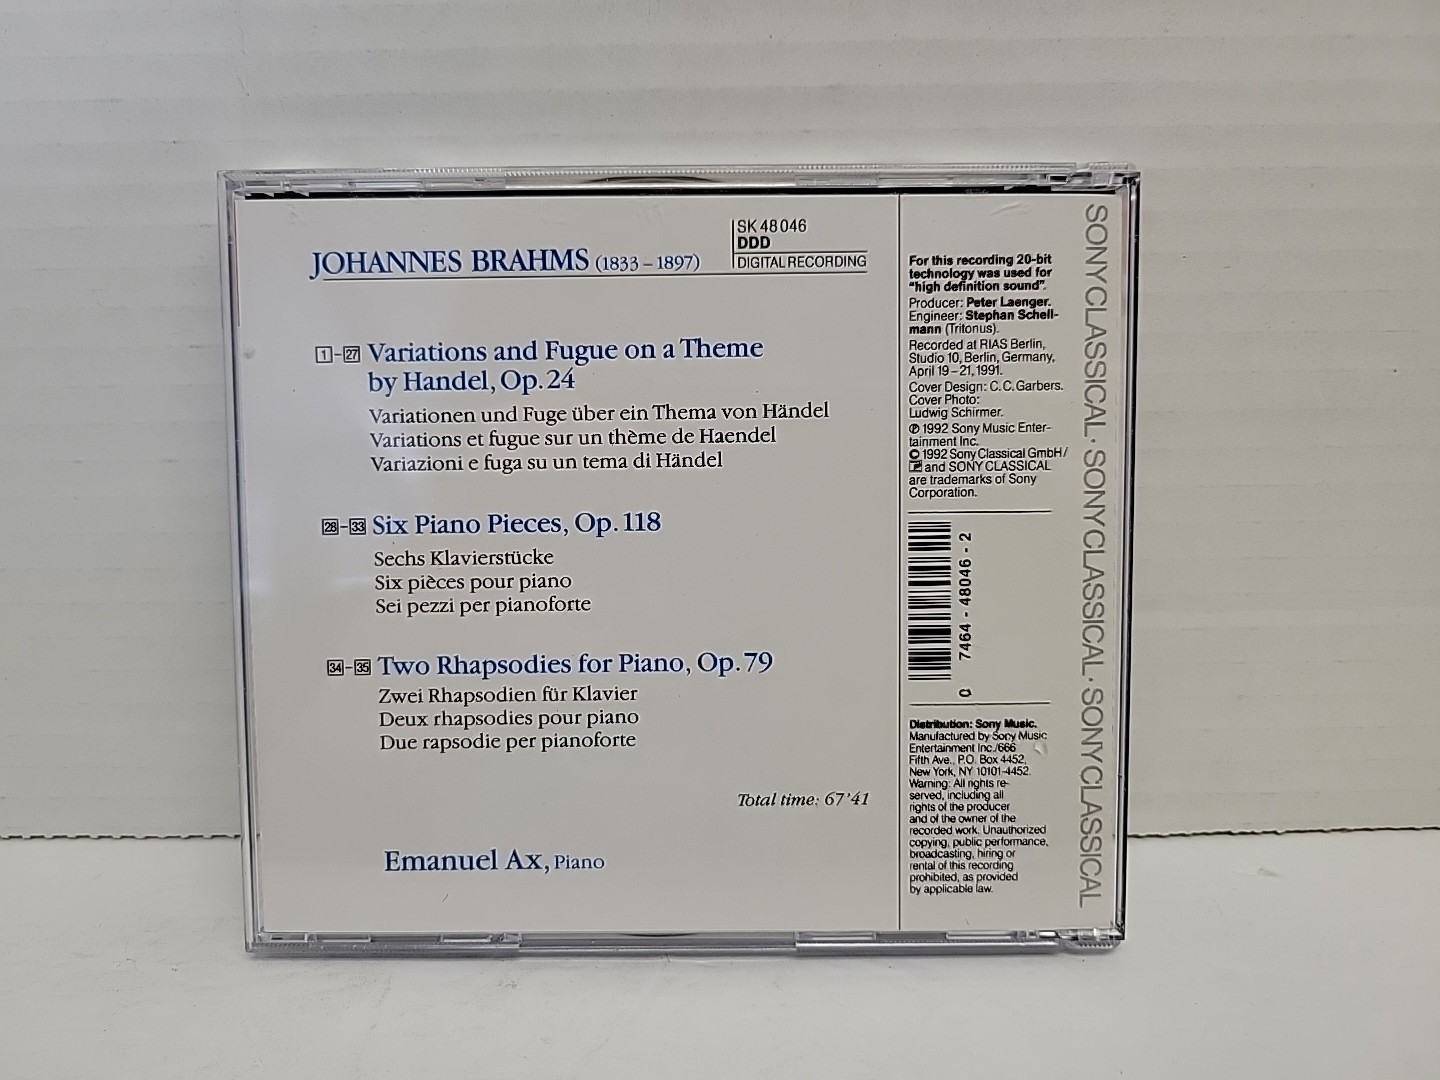 SK 48046
DDD
DIGITAL RECORDING
JOHANNES BRAHMS (1833 – 1897)
1 - 27 Variations and Fugue on a Theme
by Handel, Op. 24
Variationen und Fuge über ein Thema von Händel
Variations et fugue sur un thème de Haendel
Variazioni e fuga su un tema di Händel
28 - 33 Six Piano Pieces, Op. 118
Sechs Klavierstücke
Six pièces pour piano
Sei pezzi per pianoforte
34 - 35 Two Rhapsodies for Piano, Op. 79
Zwei Rhapsodien für Klavier
Deux rhapsodies pour piano
Due rapsodie per pianoforte
Total time: 67'41
Emanuel Ax, Piano
For this recording 20-bit
technology was used for
"high definition sound".
Producer: Peter Laenger.
Engineer: Stephan Schell-
mann (Tritonus).
Recorded at RIAS Berlin,
Studio 10, Berlin, Germany,
April 19 – 21, 1991.
Cover Design: C. C. Garbers.
Cover Photo:
Ludwig Schirmer.
℗ 1992 Sony Music Enter-
tainment Inc.
© 1992 Sony Classical GmbH/
and SONY CLASSICAL
are trademarks of Sony
Corporation.
0 7464 - 48046 - 2
Distribution: Sony Music.
Manufactured by Sony Music
Entertainment Inc./666
Fifth Ave., P.O. Box 4452,
New York, NY 10101-4452.
Warning: All rights re-
served, including all
rights of the producer
and of the owner of the
recorded work. Unauthorized
copying, public performance,
broadcasting, hiring or
rental of this recording
prohibited, as provided
by applicable law.
SONY CLASSICAL · SONY CLASSICAL · SONY CLASSICAL